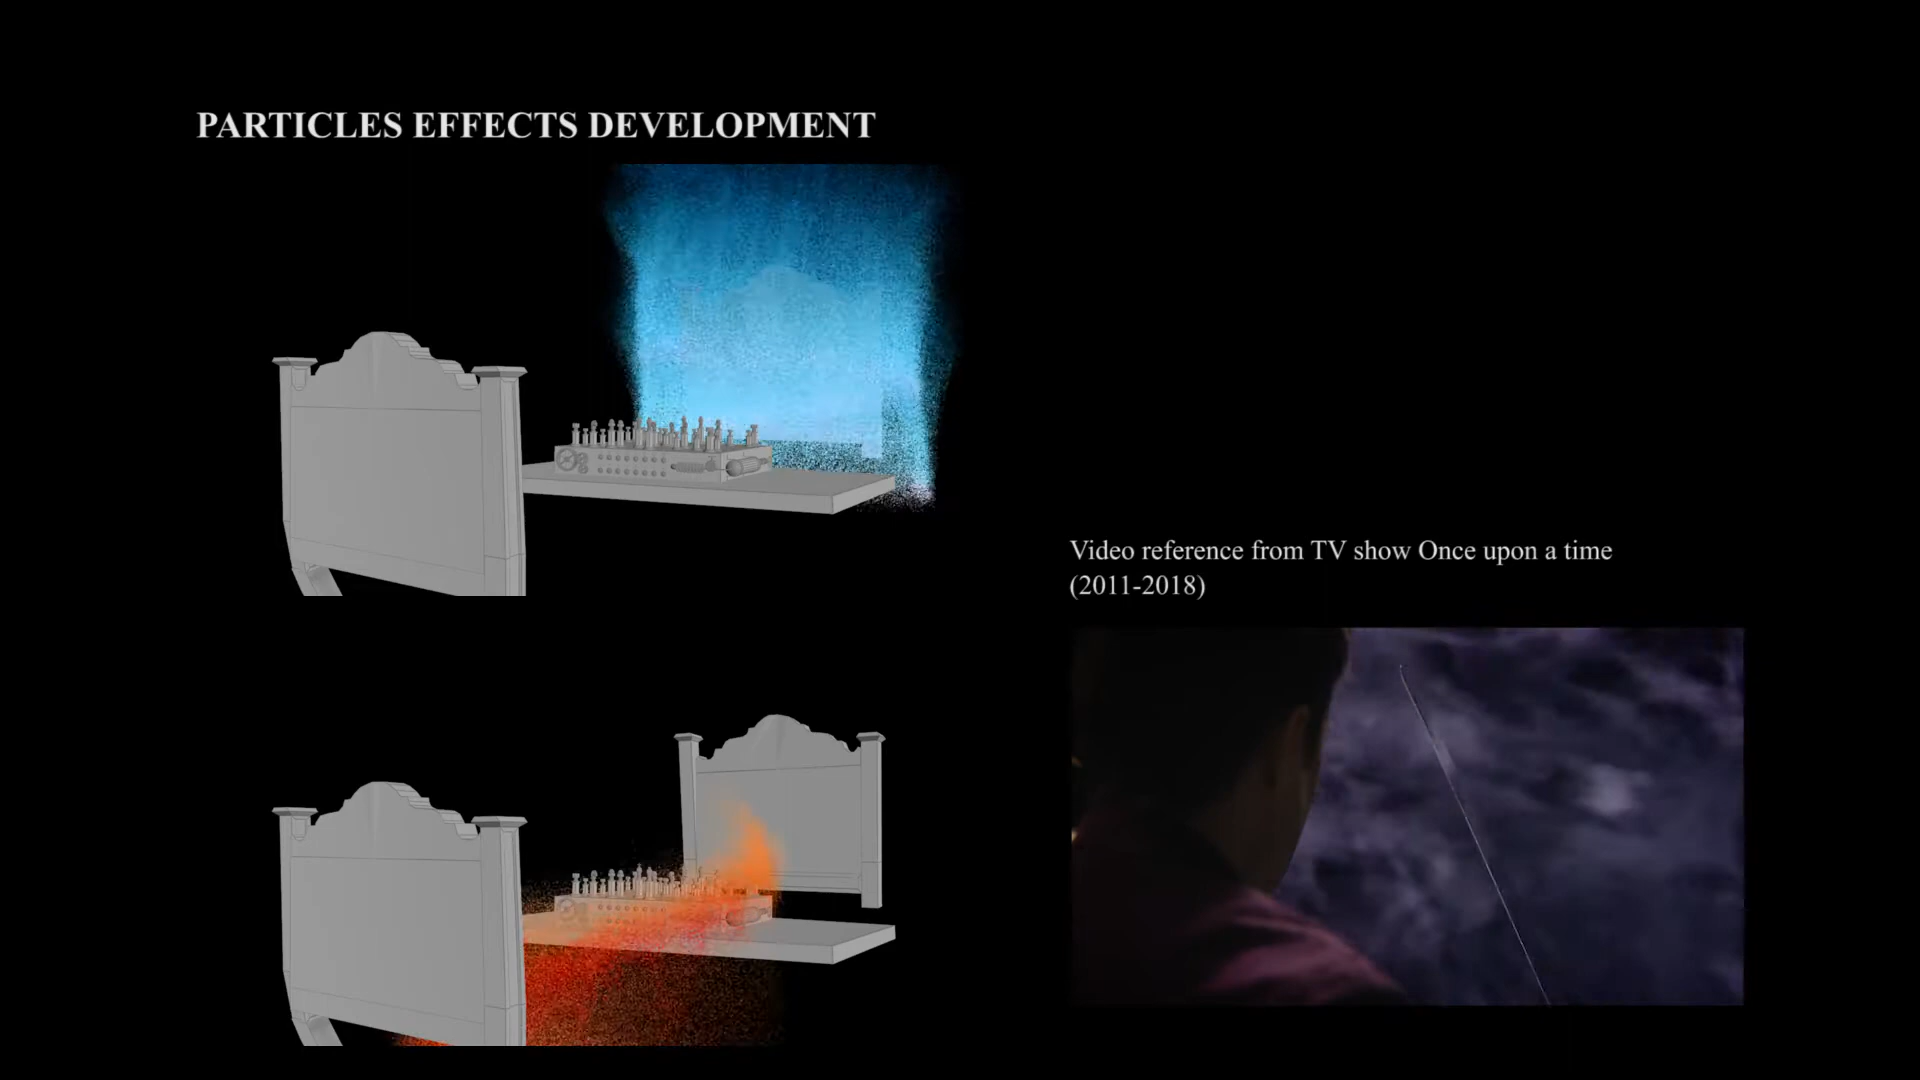 PARTICLES EFFECTS DEVELOPMENT
Video reference from TV show Once upon a time
(2011-2018)